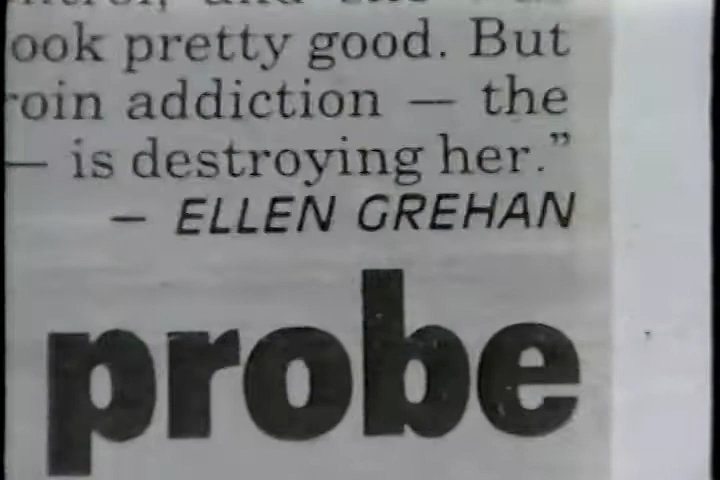 ook pretty good. But
oin addiction — the
— is destroying her.”
— ELLEN GREHAN
probe